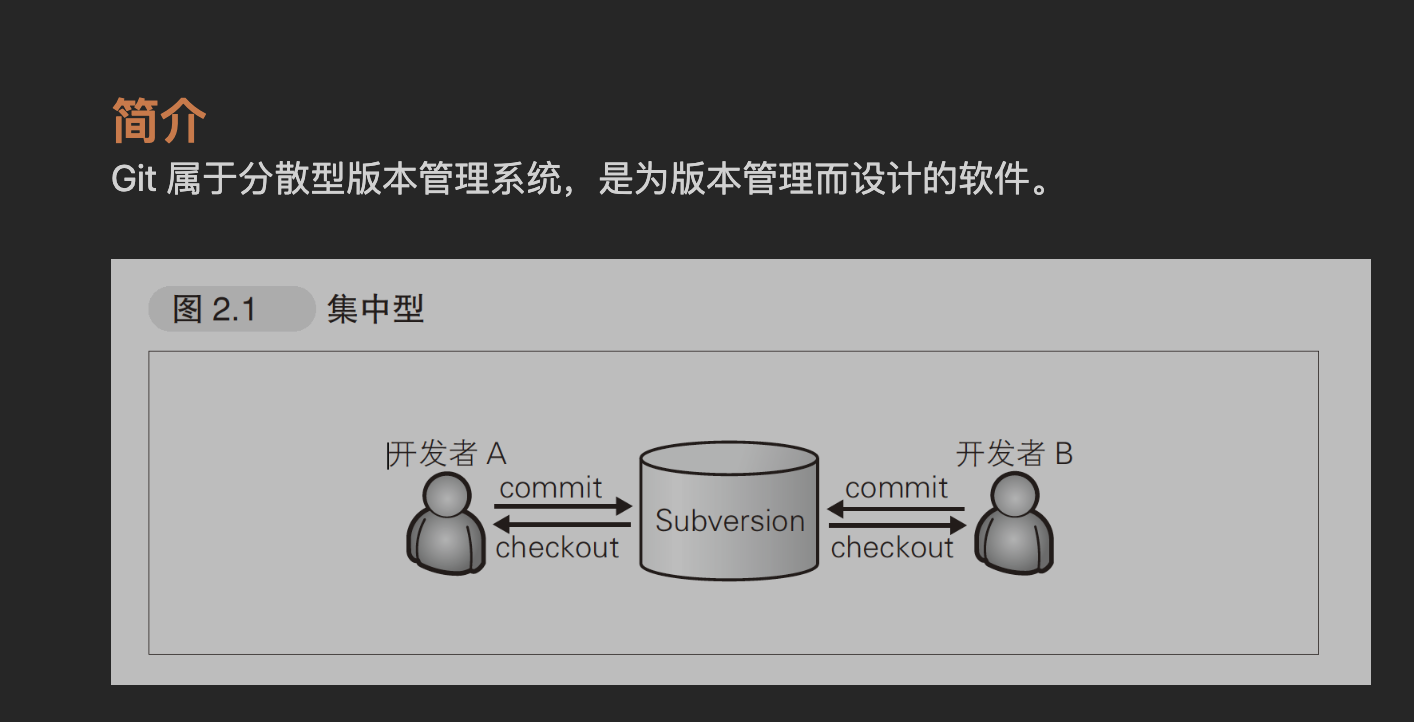 简介
Git 属于分散型版本管理系统，是为版本管理而设计的软件。
图 2.1 集中型
开发者 A
开发者 B
commit
commit
Subversion
checkout
checkout